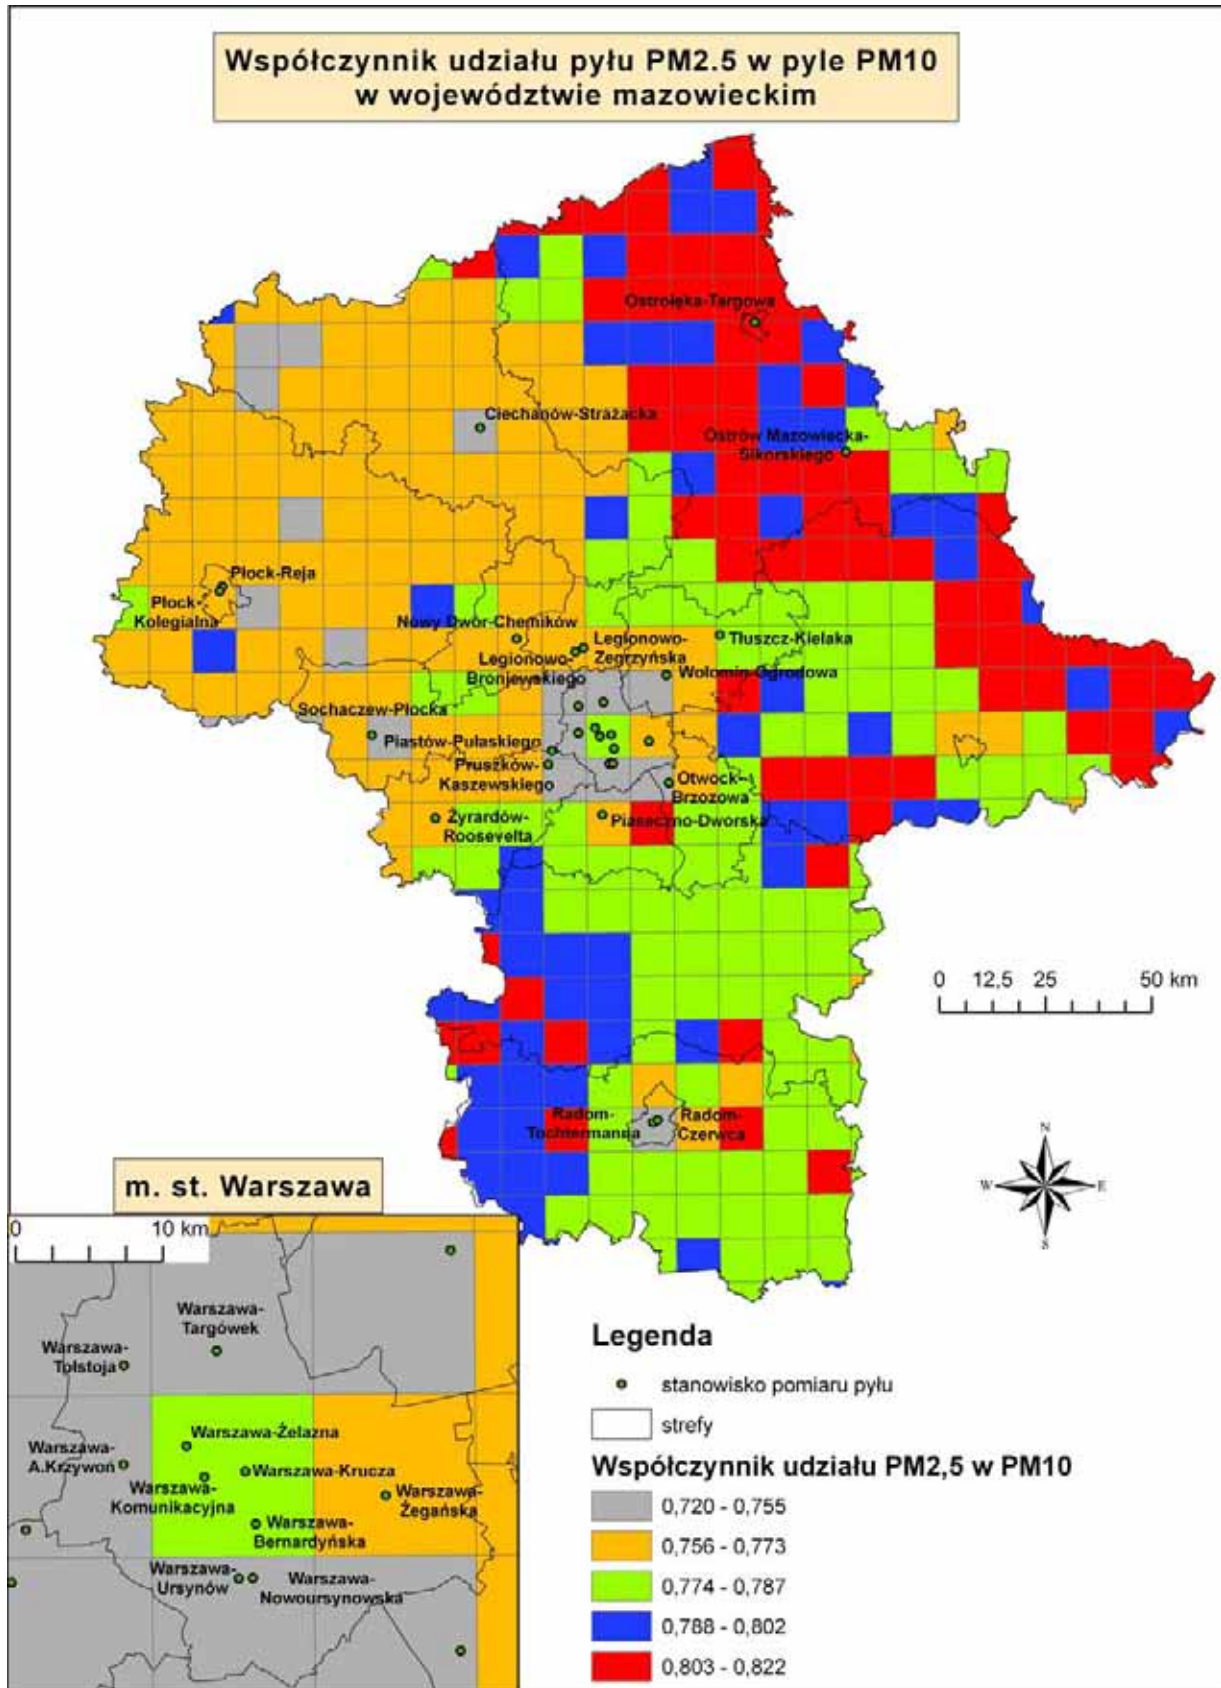 Współczynnik udziału pyłu PM2.5 w pyle PM10
w województwie mazowieckim
Ostrołęka-Targowa
Ciechanów-Strażacka
Ostrów Mazowiecka-
Sikorskiego
Płock-Reja
Płock-
Kolegialna
Nowy Dwór-Chemików
Legionowo-
Zegrzyńska
Tłuszcz-Kielaka
Legionowo-
Bronjewskiego
Wołomin-Ogrodowa
Sochaczew-Płocka
Piastów-Pułaskiego
Pruszków-
Kaszewskiego
Otwock-
Brzozowa
Żyrardów-
Roosevelta
Piaseczno-Dworska
0 12,5 25 50 km
Radom-
Tochtermanna
Radom-
Czerwca
N
W E
S
m. st. Warszawa
0 10 km
Warszawa-
Targówek
Warszawa-
Tołstoja
Warszawa-Żelazna
Warszawa-
A.Krzywoń
Warszawa-Krucza
Warszawa-
Komunikacyjna
Warszawa-
Żegańska
Warszawa-
Bernardyńska
Warszawa-
Ursynów
Warszawa-
Nowoursynowska
Legenda
stanowisko pomiaru pyłu
strefy
Współczynnik udziału PM2,5 w PM10
0,720 - 0,755
0,756 - 0,773
0,774 - 0,787
0,788 - 0,802
0,803 - 0,822